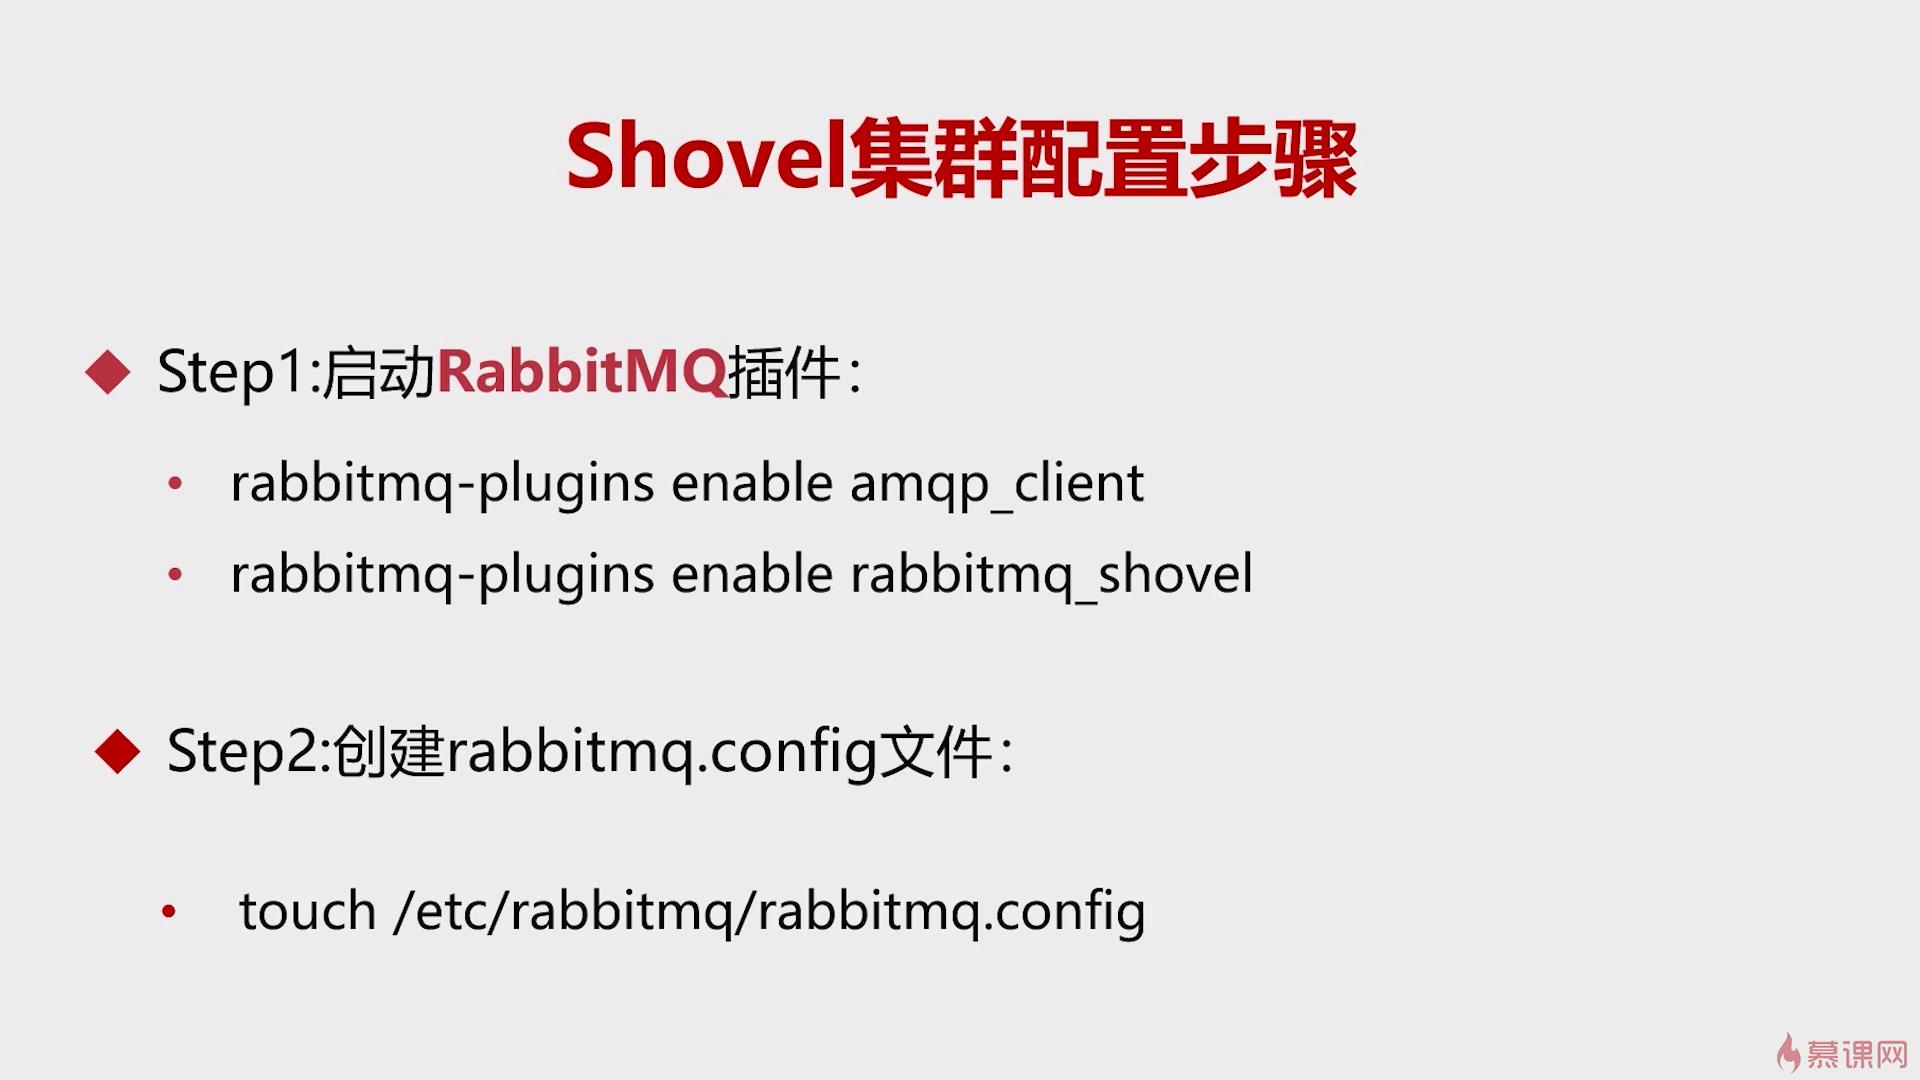 Shovel集群配置步骤
Step1:启动RabbitMQ插件：
rabbitmq-plugins enable amqp_client
rabbitmq-plugins enable rabbitmq_shovel
Step2:创建rabbitmq.config文件：
touch /etc/rabbitmq/rabbitmq.config
慕课网